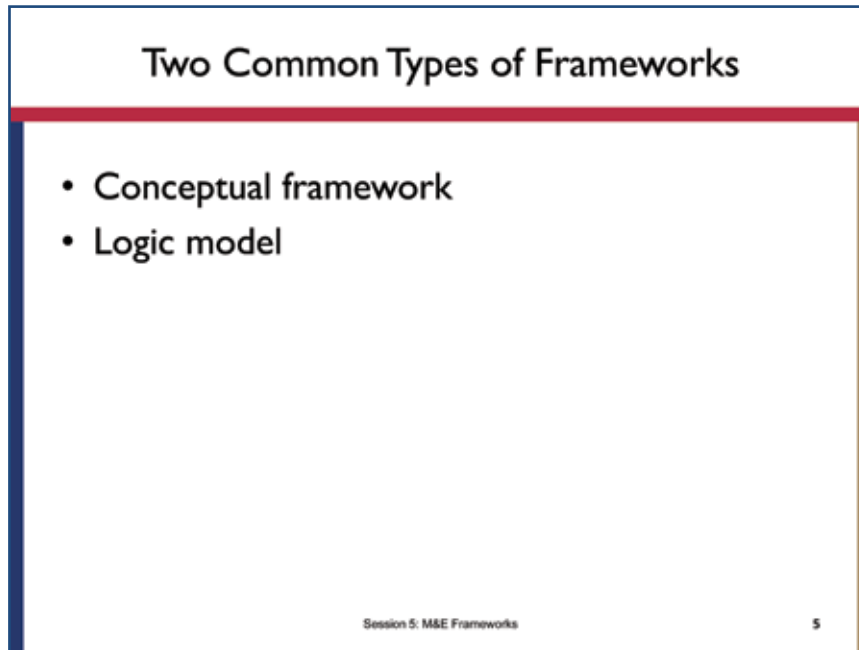 Two Common Types of Frameworks
• Conceptual framework
• Logic model
Session 5: M&E Frameworks
5